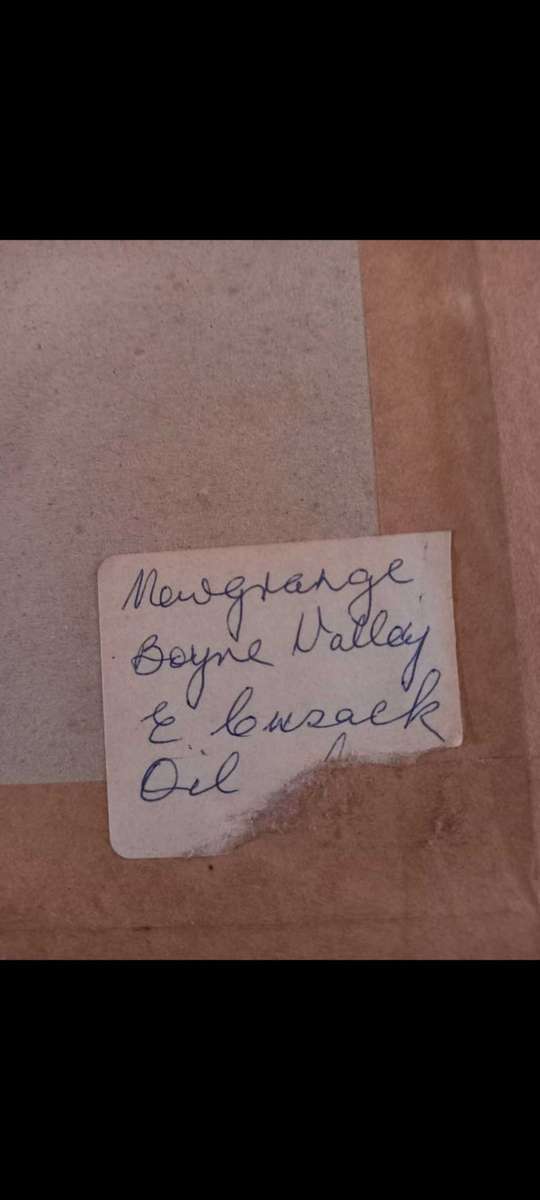 Newgrange
Boyne Valley
E Cusack
Oil